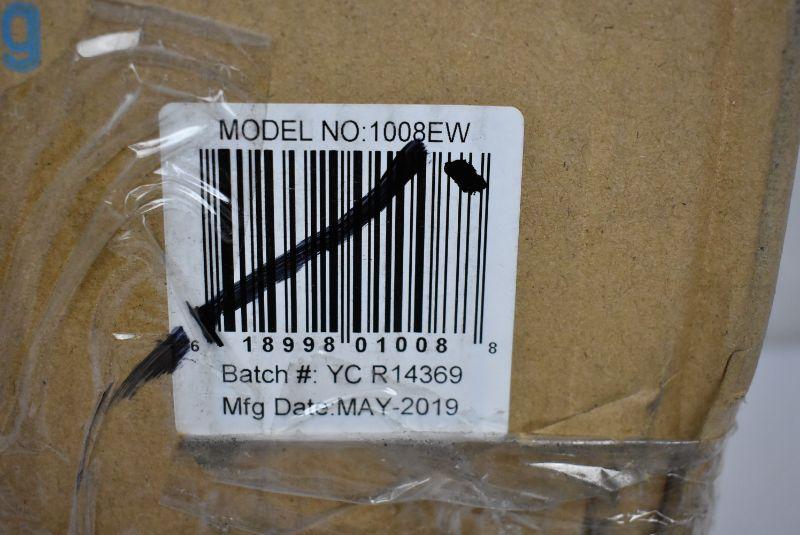 g
MODEL NO:1008EW
6 18998 01008 8
Batch #: YC R14369
Mfg Date:MAY-2019